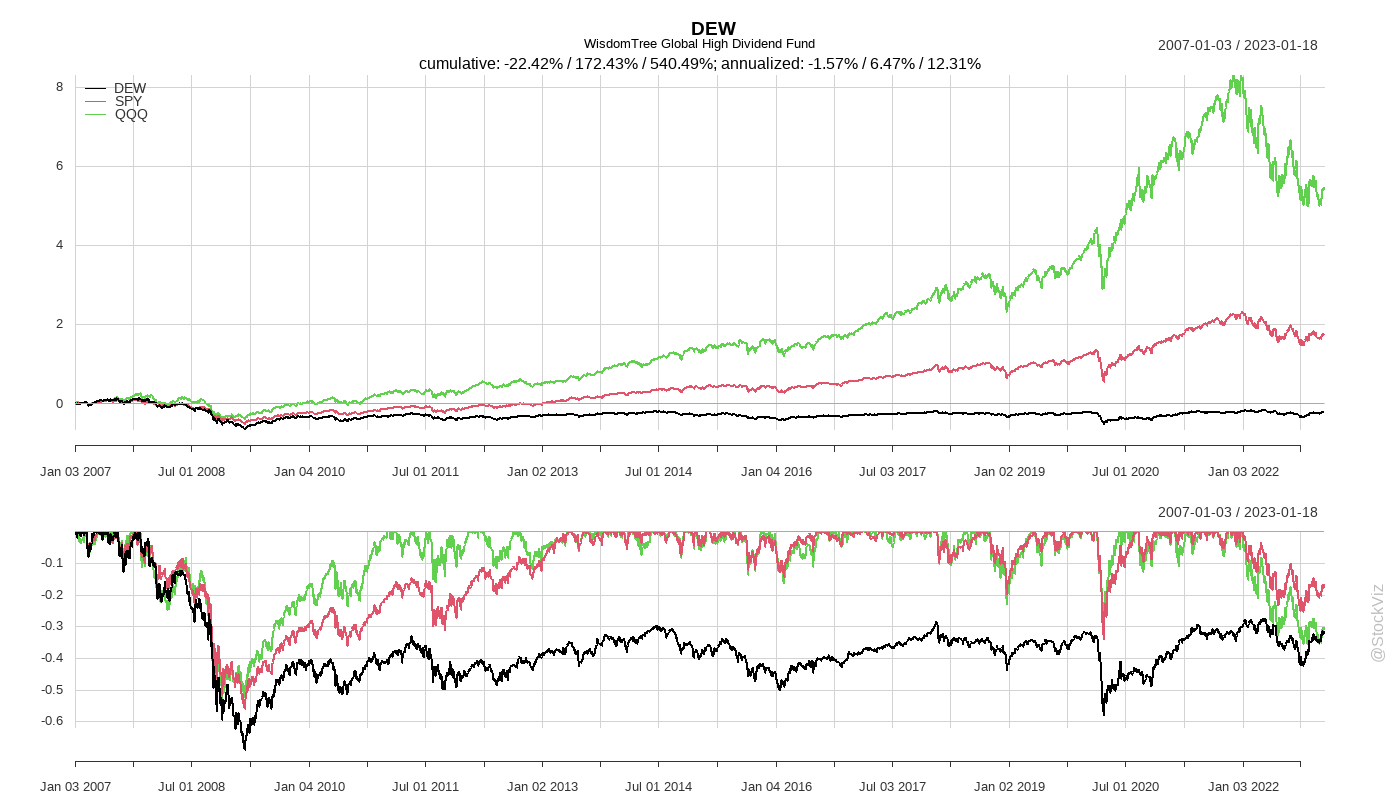 DEW
WisdomTree Global High Dividend Fund
2007-01-03 / 2023-01-18
cumulative: -22.42% / 172.43% / 540.49%; annualized: -1.57% / 6.47% / 12.31%
DEW
SPY
QQQ
8
6
4
2
0
Jan 03 2007 Jul 01 2008 Jan 04 2010 Jul 01 2011 Jan 02 2013 Jul 01 2014 Jan 04 2016 Jul 03 2017 Jan 02 2019 Jul 01 2020 Jan 03 2022
2007-01-03 / 2023-01-18
-0.1
-0.2
-0.3
-0.4
-0.5
-0.6
Jan 03 2007 Jul 01 2008 Jan 04 2010 Jul 01 2011 Jan 02 2013 Jul 01 2014 Jan 04 2016 Jul 03 2017 Jan 02 2019 Jul 01 2020 Jan 03 2022
@StockViz